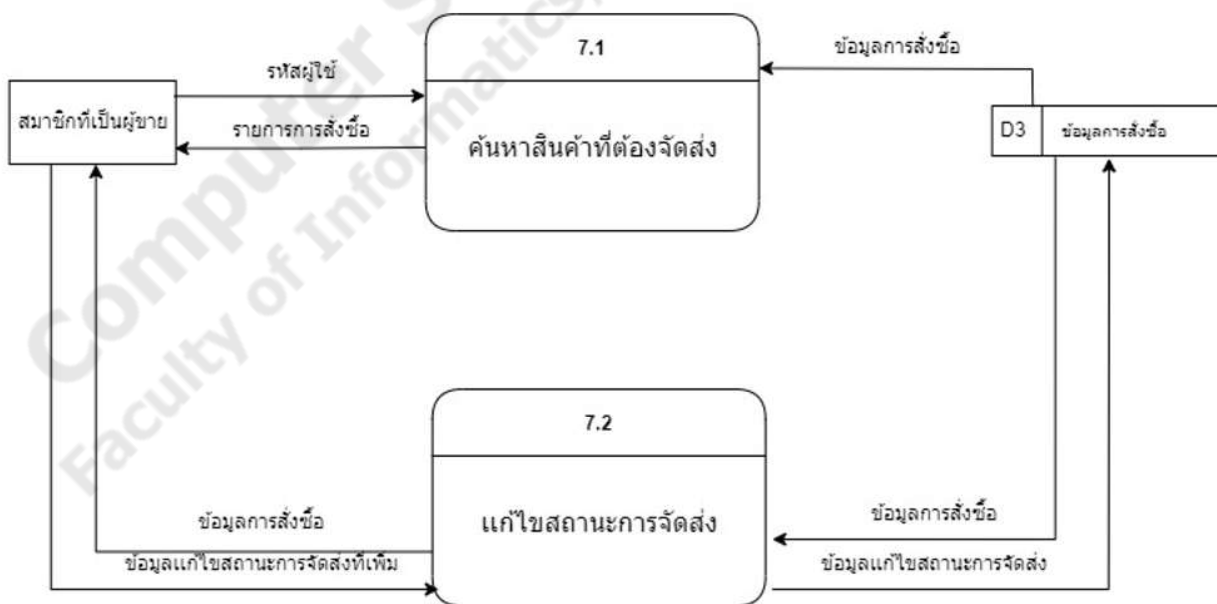 7.1
ข้อมูลการสั่งซื้อ
รหัสผู้ใช้
สมาชิกที่เป็นผู้ขาย
รายการการสั่งซื้อ
ค้นหาสินค้าที่ต้องจัดส่ง
D3 ข้อมูลการสั่งซื้อ
7.2
แก้ไขสถานะการจัดส่ง
ข้อมูลการสั่งซื้อ
ข้อมูลการสั่งซื้อ
ข้อมูลแก้ไขสถานะการจัดส่งที่เพิ่ม
ข้อมูลแก้ไขสถานะการจัดส่ง
Computer S
Faculty of Informatics,